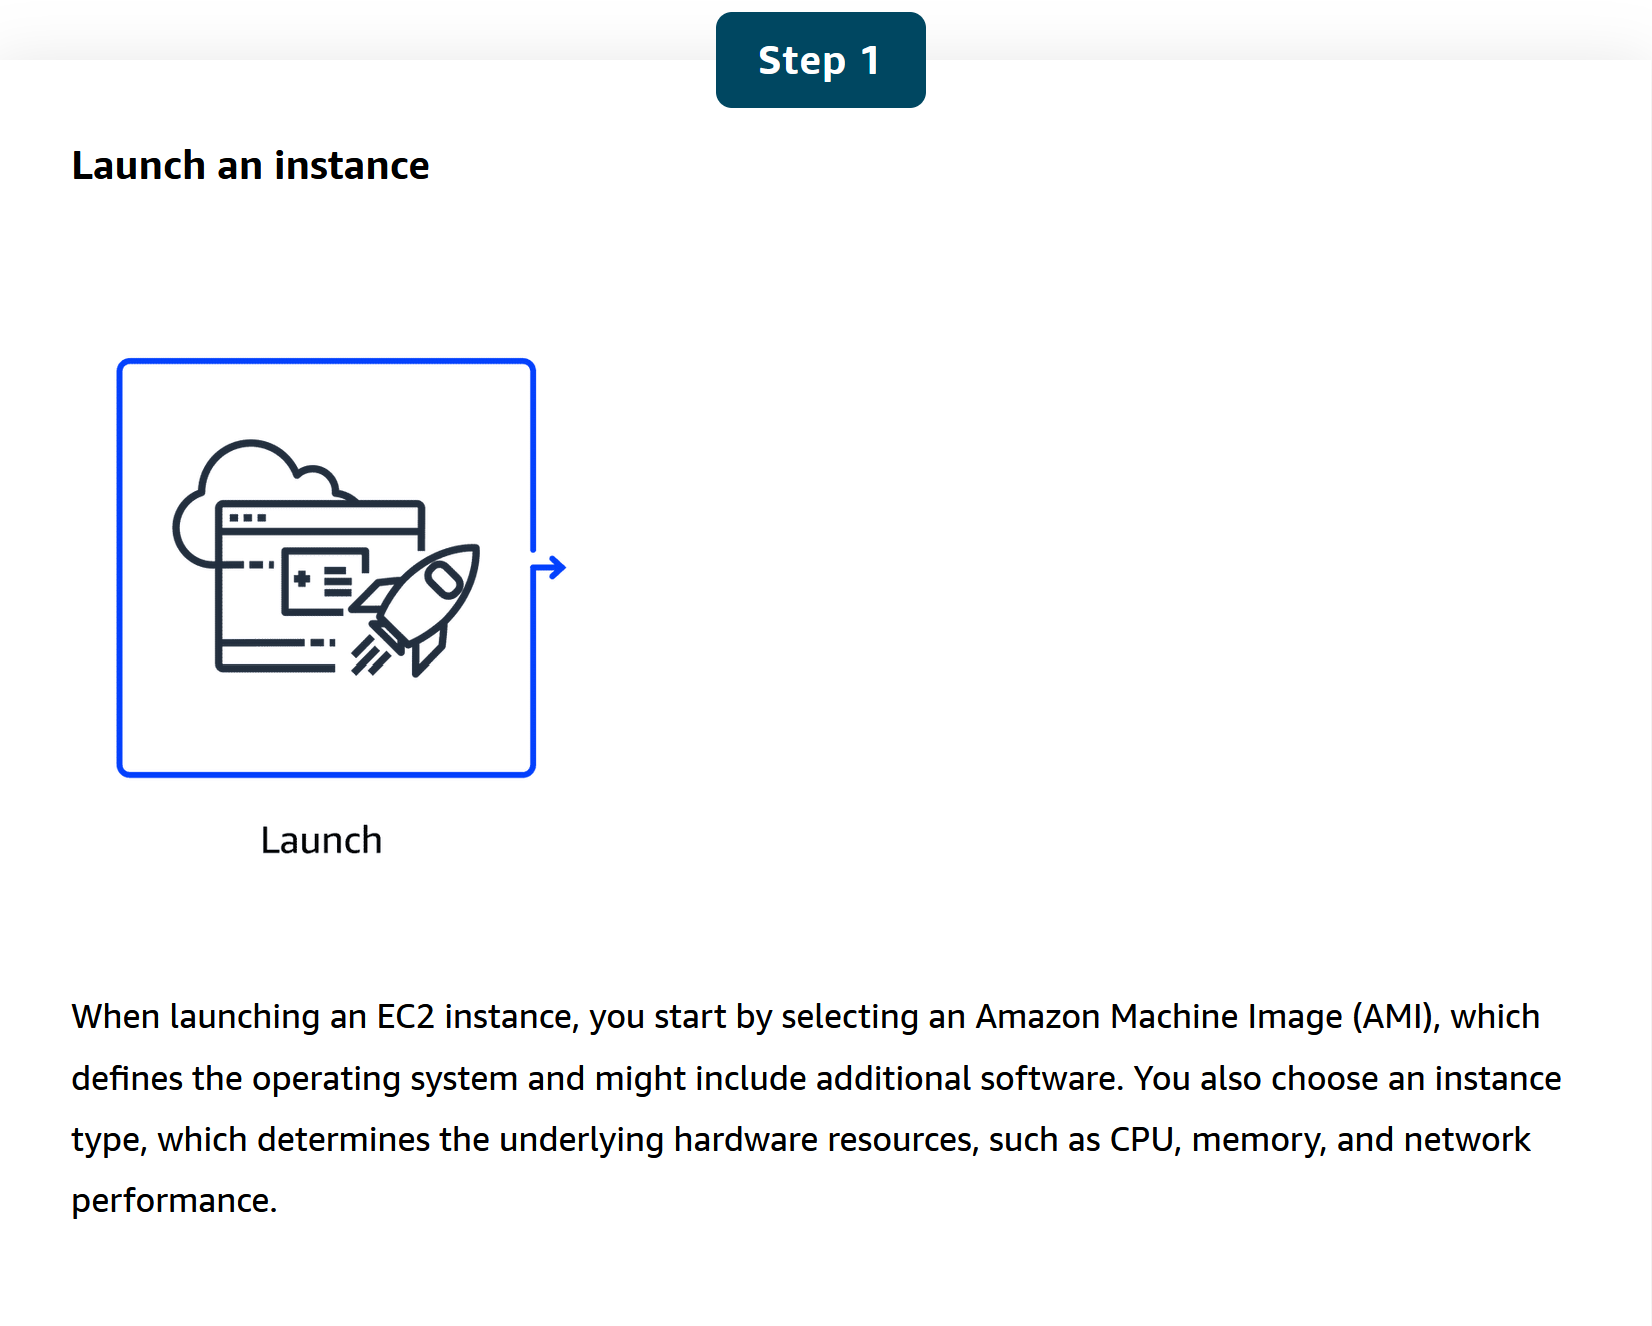 Step 1
Launch an instance
Launch
When launching an EC2 instance, you start by selecting an Amazon Machine Image (AMI), which
defines the operating system and might include additional software. You also choose an instance
type, which determines the underlying hardware resources, such as CPU, memory, and network
performance.